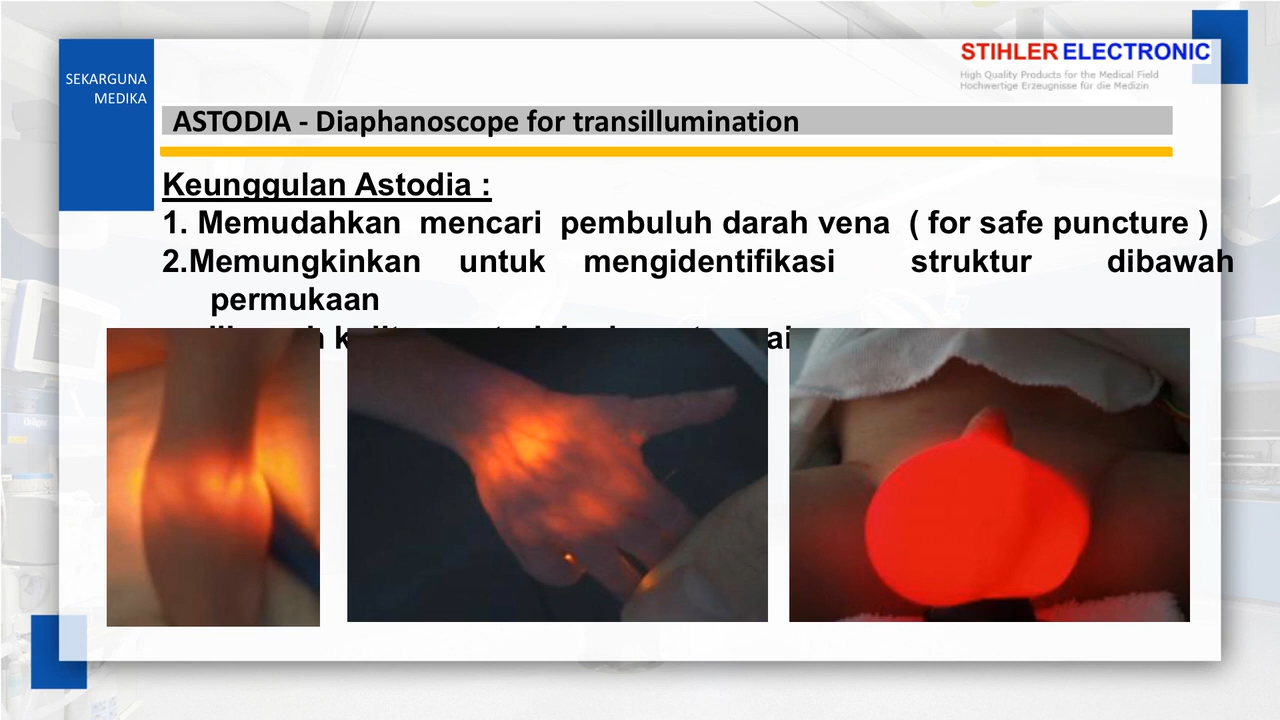 SEKARGUNA
MEDIKA
STIHLER ELECTRONIC
High Quality Products for the Medical Field
Hochwertige Erzeugnisse für die Medizin
ASTODIA - Diaphanoscope for transillumination
Keunggulan Astodia :
1. Memudahkan mencari pembuluh darah vena ( for safe puncture )
2.Memungkinkan untuk mengidentifikasi struktur dibawah
permukaan